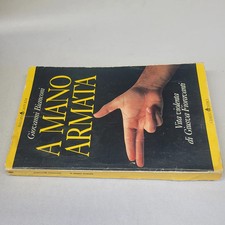 Giovanni Bianconi
A MANO
ARMATA
Vita violenta
di Giusva Fioravanti